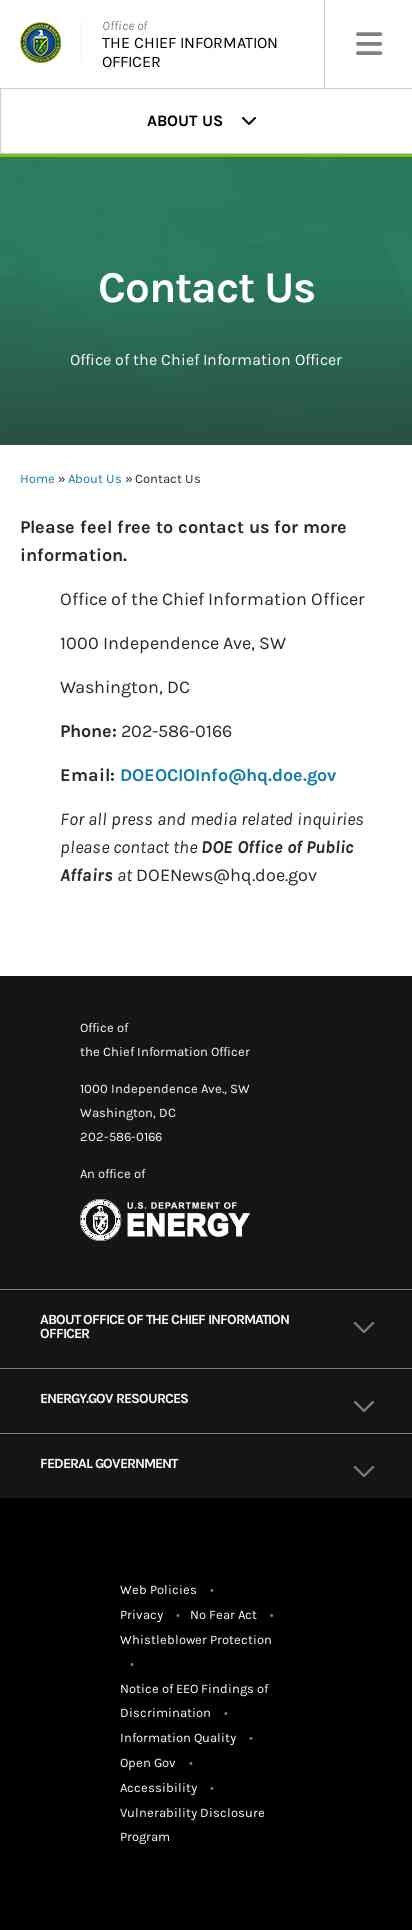 Office of
THE CHIEF INFORMATION
OFFICER
ABOUT US
Contact Us
Office of the Chief Information Officer
Home » About Us » Contact Us
Please feel free to contact us for more
information.
Office of the Chief Information Officer
1000 Independence Ave, SW
Washington, DC
Phone: 202-586-0166
Email: DOEOCIOInfo@hq.doe.gov
For all press and media related inquiries
please contact the DOE Office of Public
Affairs at DOENews@hq.doe.gov
Office of
the Chief Information Officer
1000 Independence Ave., SW
Washington, DC
202-586-0166
An office of
U.S. DEPARTMENT OF
ENERGY
ABOUT OFFICE OF THE CHIEF INFORMATION
OFFICER
ENERGY.GOV RESOURCES
FEDERAL GOVERNMENT
Web Policies •
Privacy • No Fear Act •
Whistleblower Protection
•
Notice of EEO Findings of
Discrimination •
Information Quality •
Open Gov •
Accessibility •
Vulnerability Disclosure
Program